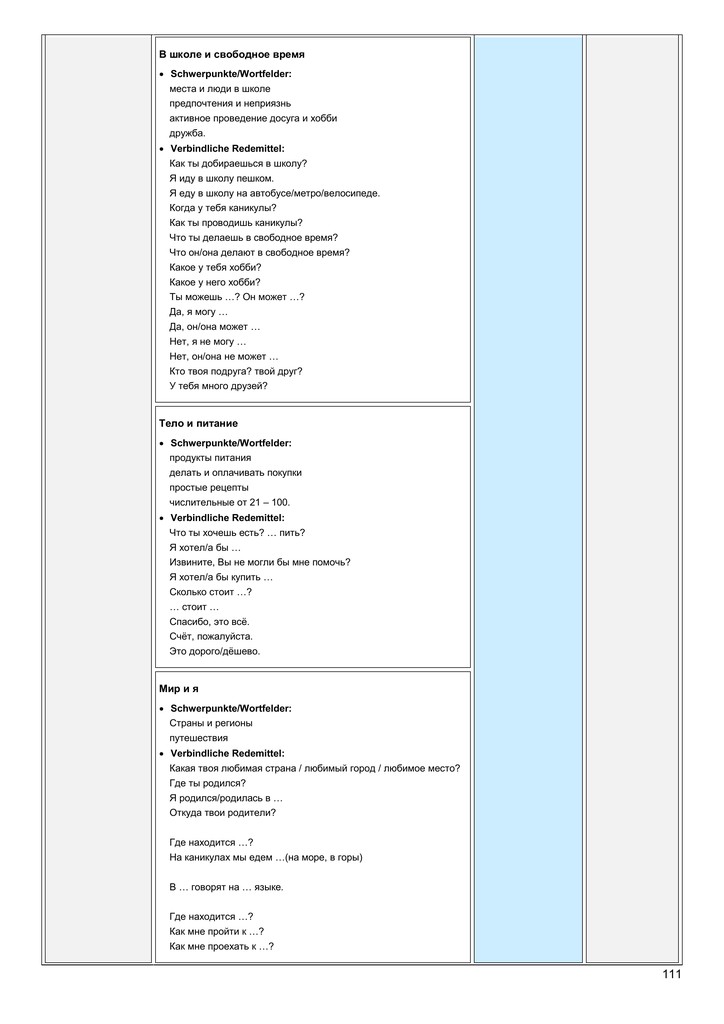 В школе и свободное время
• Schwerpunkte/Wortfelder:
места и люди в школе
предпочтения и неприязнь
активное проведение досуга и хобби
дружба.
• Verbindliche Redemittel:
Как ты добираешься в школу?
Я иду в школу пешком.
Я еду в школу на автобусе/метро/велосипеде.
Когда у тебя каникулы?
Как ты проводишь каникулы?
Что ты делаешь в свободное время?
Что он/она делают в свободное время?
Какое у тебя хобби?
Какое у него хобби?
Ты можешь …? Он может …?
Да, я могу …
Да, он/она может …
Нет, я не могу …
Нет, он/она не может …
Кто твоя подруга? твой друг?
У тебя много друзей?
Тело и питание
• Schwerpunkte/Wortfelder:
продукты питания
делать и оплачивать покупки
простые рецепты
числительные от 21 – 100.
• Verbindliche Redemittel:
Что ты хочешь есть? … пить?
Я хотел/а бы …
Извините, Вы не могли бы мне помочь?
Я хотел/а бы купить …
Сколько стоит …?
… стоит …
Спасибо, это всё.
Счёт, пожалуйста.
Это дорого/дёшево.
Мир и я
• Schwerpunkte/Wortfelder:
Страны и регионы
путешествия
• Verbindliche Redemittel:
Какая твоя любимая страна / любимый город / любимое место?
Где ты родился?
Я родился/родилась в …
Откуда твои родители?
Где находится …?
На каникулах мы едем …(на море, в горы)
В … говорят на … языке.
Где находится …?
Как мне пройти к …?
Как мне проехать к …?
111